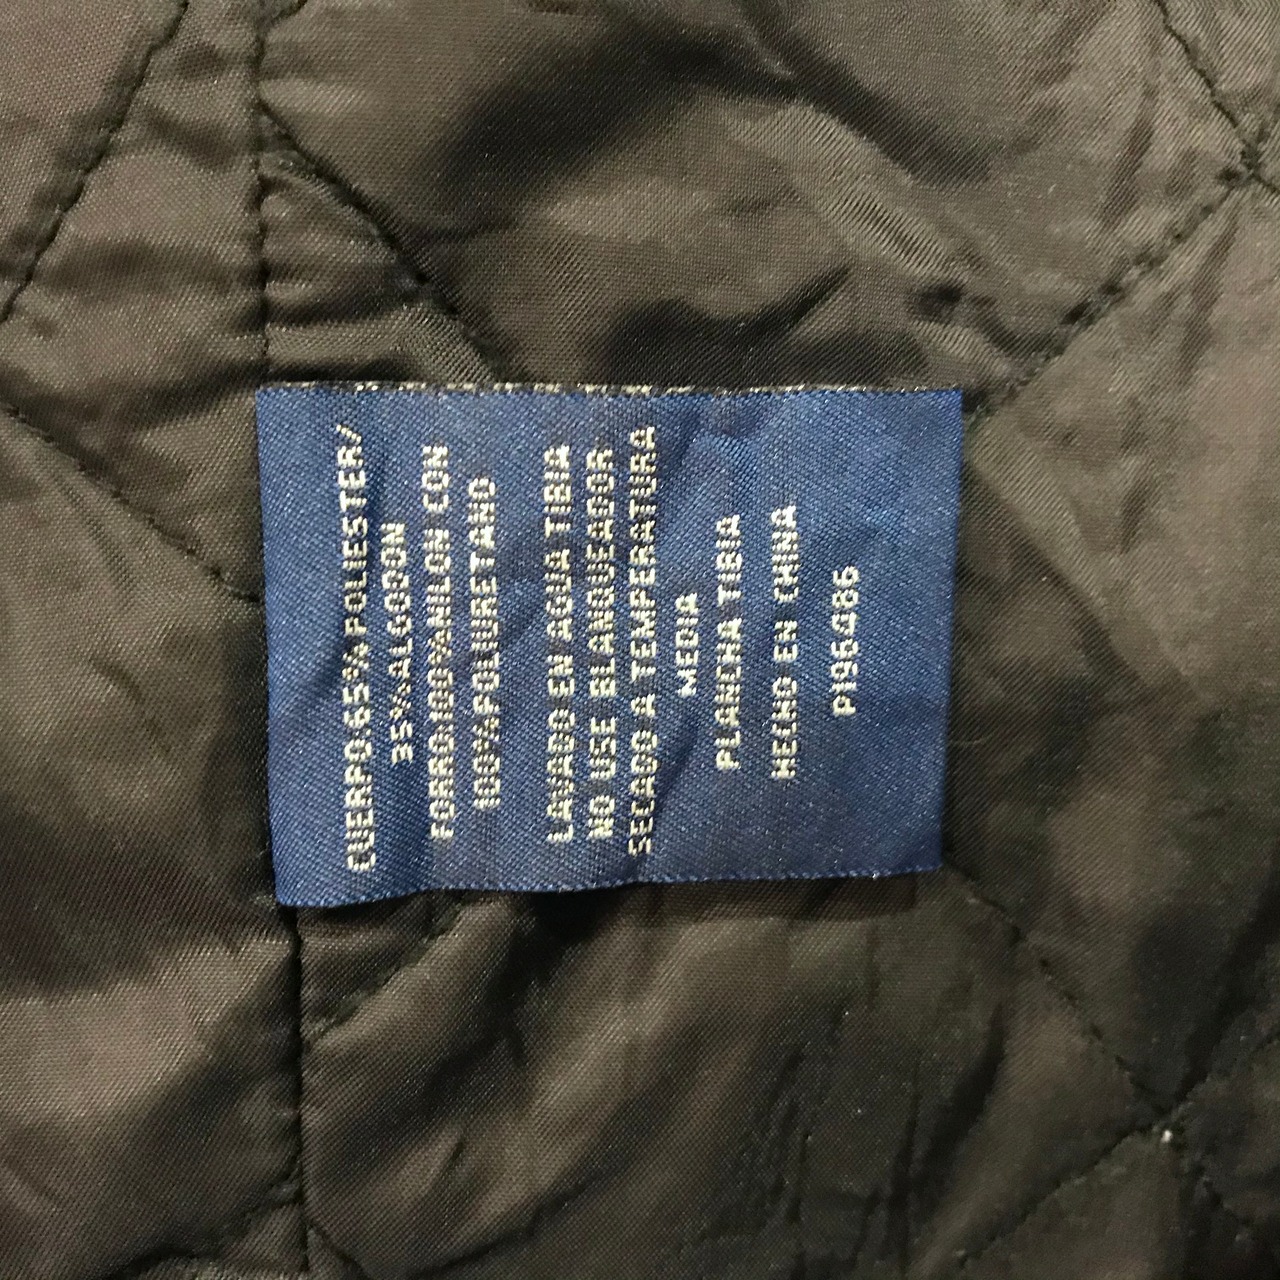 CUERPO:65%POLIESTER/
35%ALGODON
FORRO:100%NILON CON
100%POLIURETANO
LAVADO EN AGUA TIBIA
NO USE BLANQUEADOR
SECADO A TEMPERATURA
MEDIA
PLANCHA TIBIA
HECHO EN CHINA
P196486